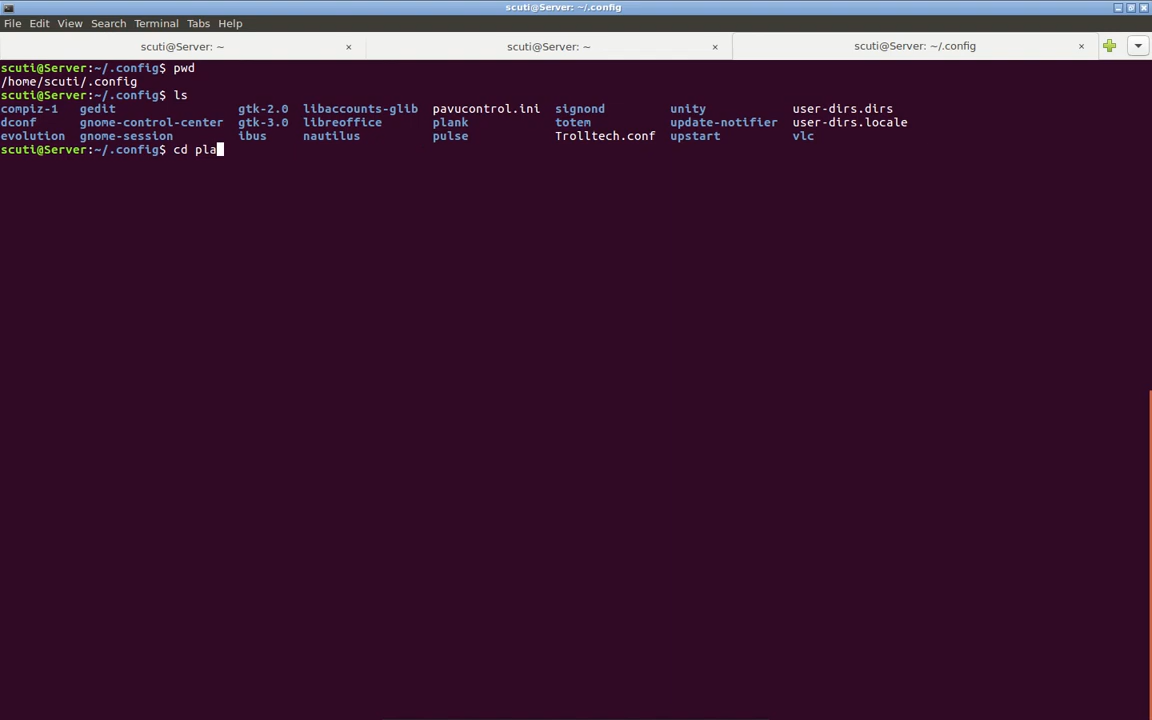 scuti@Server: ~/.config
File Edit View Search Terminal Tabs Help
scuti@Server: ~ × scuti@Server: ~ × scuti@Server: ~/.config ×
scuti@Server:~/.config$ pwd
/home/scuti/.config
scuti@Server:~/.config$ ls
compiz-1 gedit gtk-2.0 libaccounts-glib pavucontrol.ini signond unity user-dirs.dirs
dconf gnome-control-center gtk-3.0 libreoffice plank totem update-notifier user-dirs.locale
evolution gnome-session ibus nautilus pulse Trolltech.conf upstart vlc
scuti@Server:~/.config$ cd pla